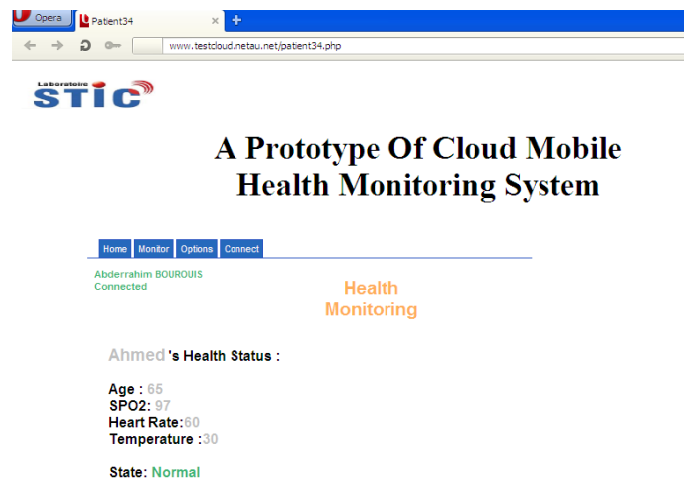 Opera
Patient34
www.testcloud.netau.net/patient34.php
Laboratoire
STIC
A Prototype Of Cloud Mobile
Health Monitoring System
Home Monitor Options Connect
Abderrahim BOUROUIS
Connected
Health
Monitoring
Ahmed 's Health Status :
Age : 65
SPO2: 97
Heart Rate:60
Temperature :30
State: Normal